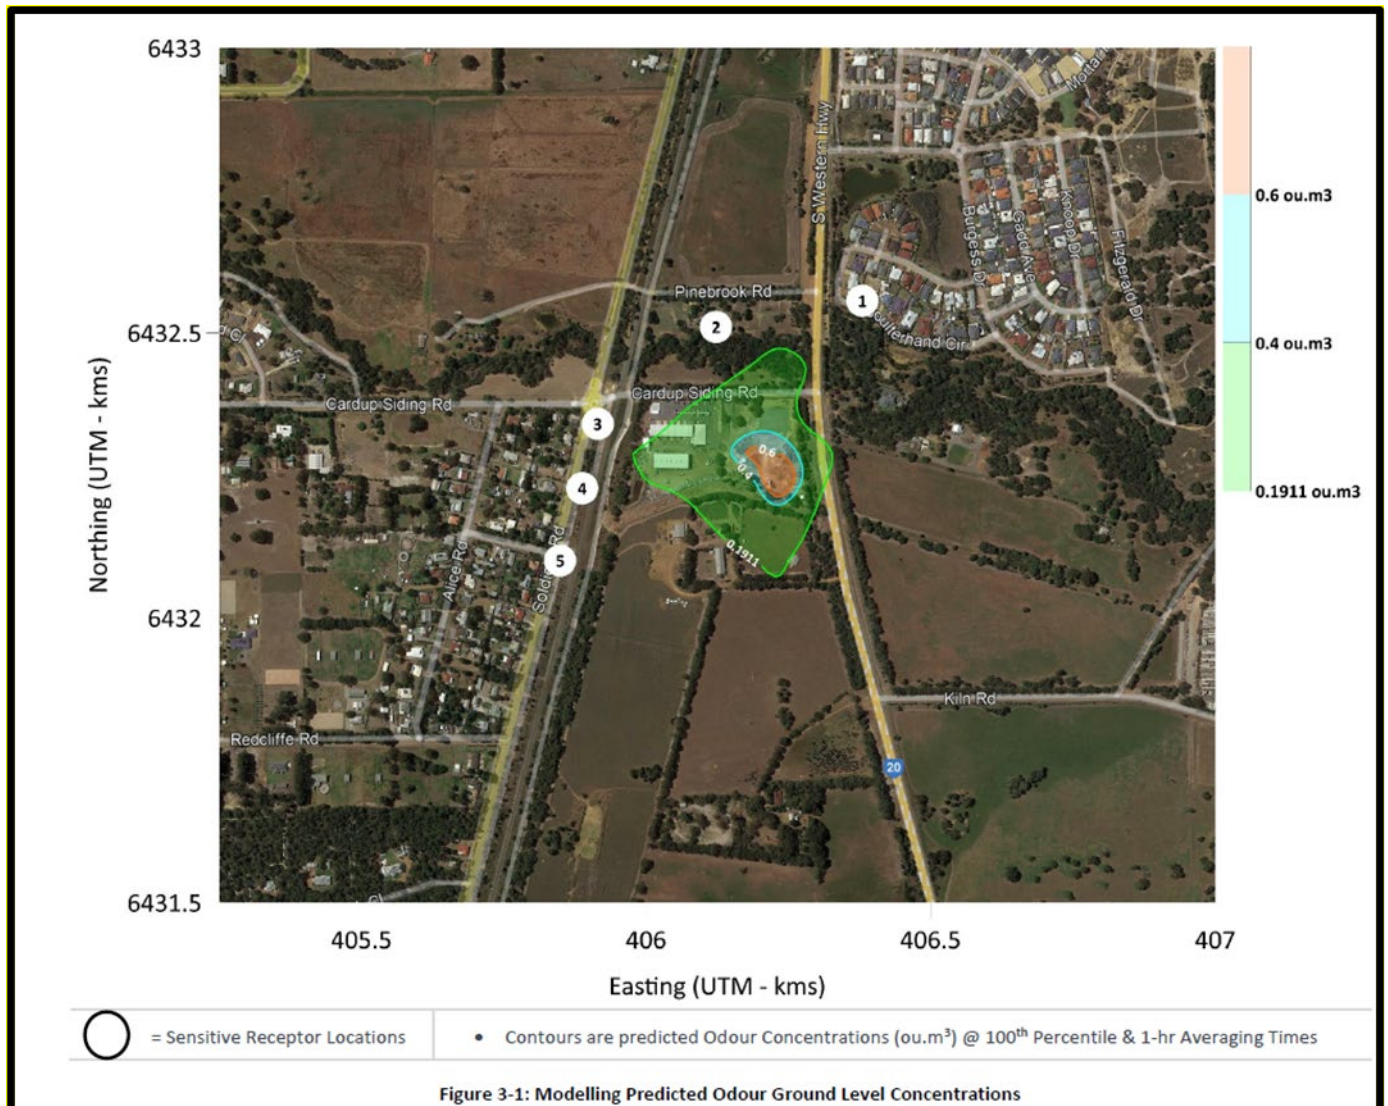 6433
6432.5
6432
6431.5
Northing (UTM - kms)
405.5
406
406.5
407
Easting (UTM - kms)
S Western Hwy
Burgess Dr
Gadd Ave
Knoop Dr
Fitzgerald Dr
Pinebrook Rd
Cir
Cardup Siding Rd
Cardup Siding Rd
Alice Rd
Rd
Redcliffe Rd
Kiln Rd
20
1
2
3
4
5
0.6
0.4
0.1911
0.6 ou.m3
0.4 ou.m3
0.1911 ou.m3
= Sensitive Receptor Locations
• Contours are predicted Odour Concentrations (ou.m³) @ 100th Percentile & 1-hr Averaging Times
Figure 3-1: Modelling Predicted Odour Ground Level Concentrations